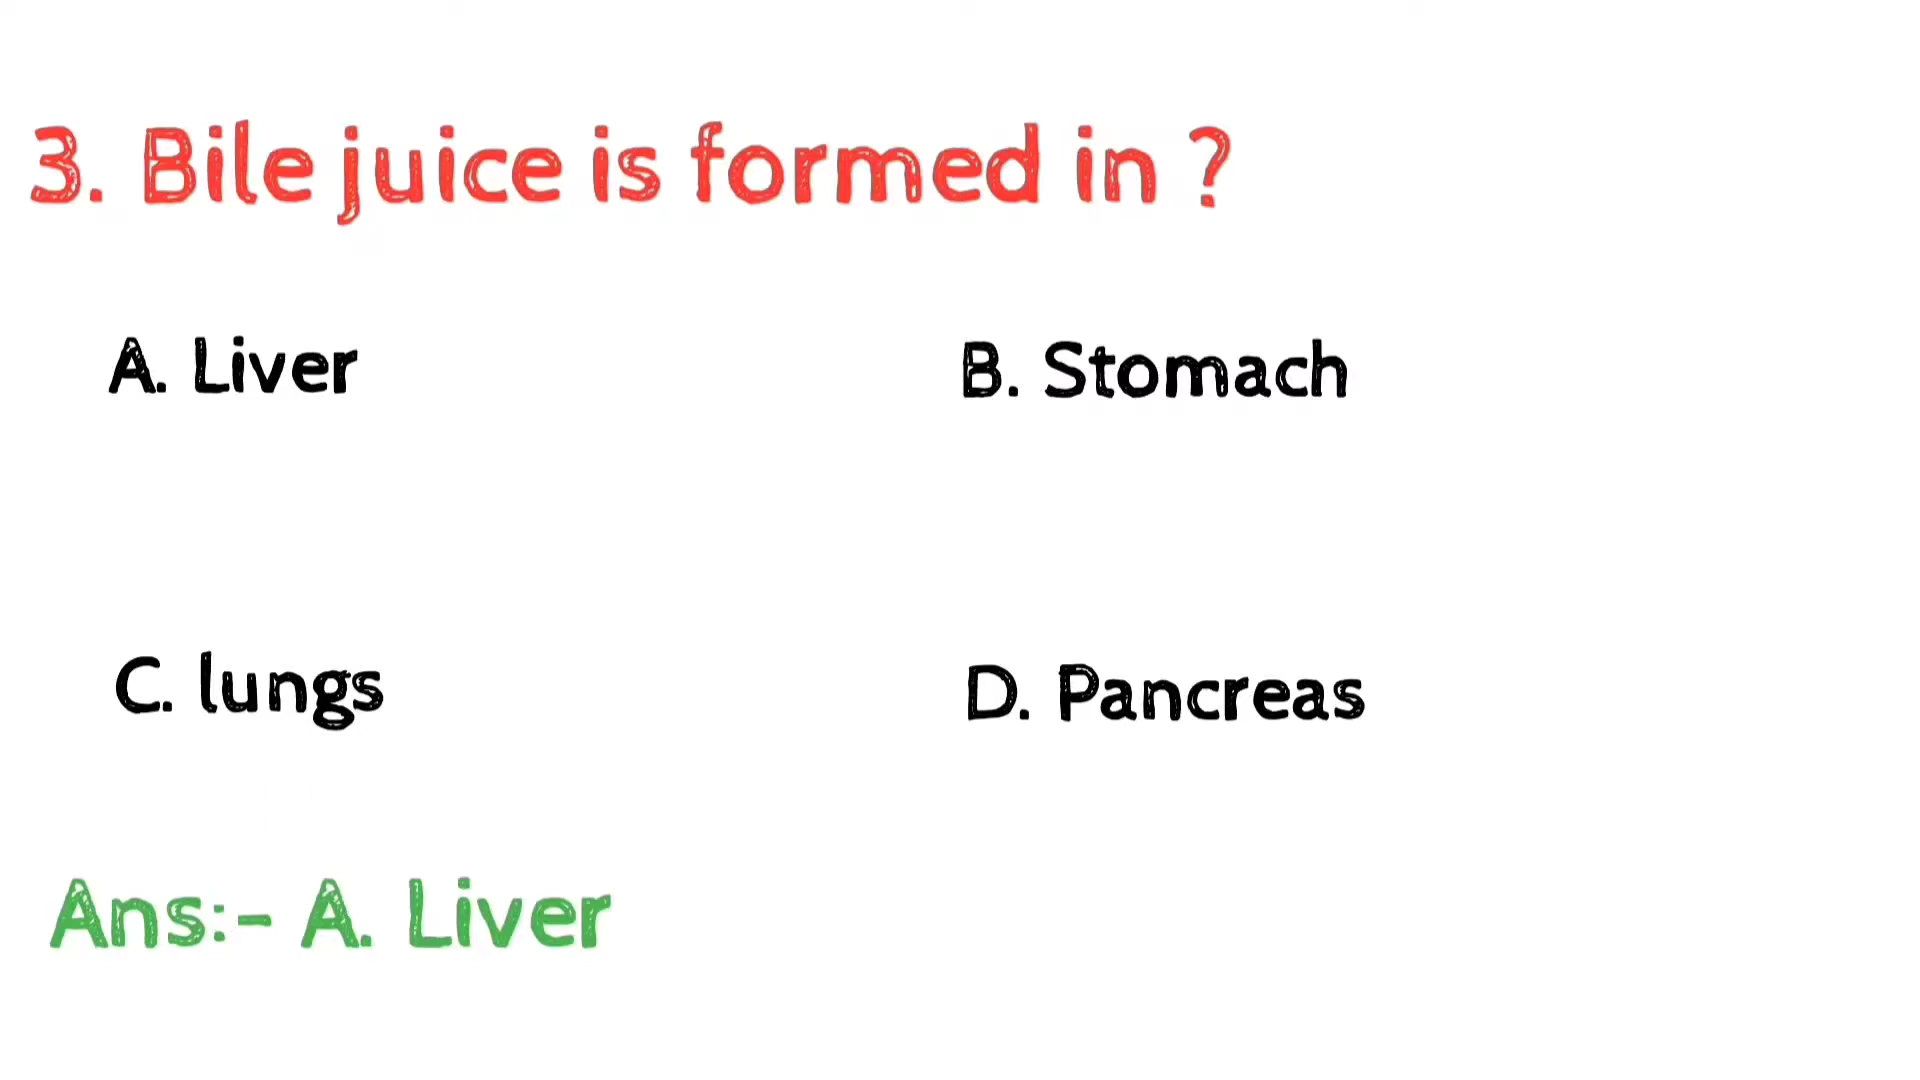 3. Bile juice is formed in ?
A. Liver
B. Stomach
C. lungs
D. Pancreas
Ans:- A. Liver